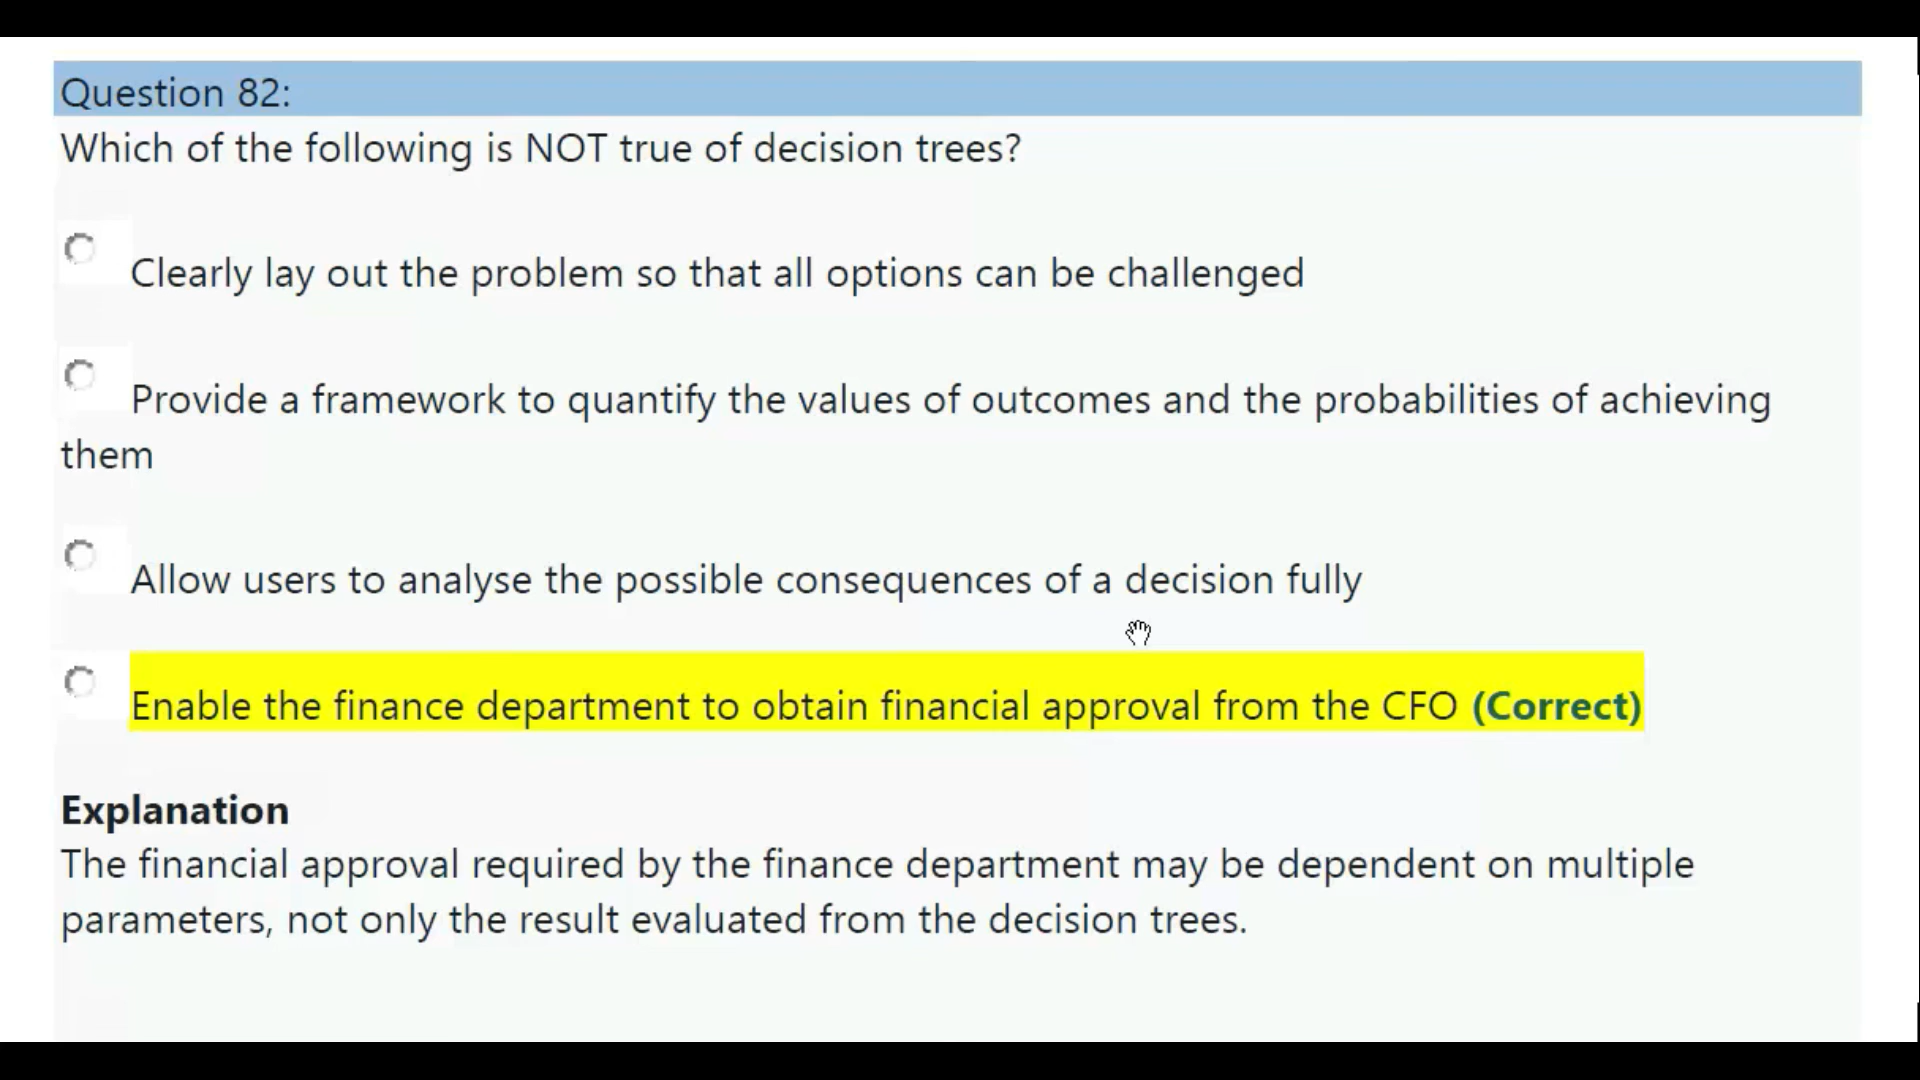 Question 82:
Which of the following is NOT true of decision trees?
Clearly lay out the problem so that all options can be challenged
Provide a framework to quantify the values of outcomes and the probabilities of achieving
them
Allow users to analyse the possible consequences of a decision fully
Enable the finance department to obtain financial approval from the CFO (Correct)
Explanation
The financial approval required by the finance department may be dependent on multiple
parameters, not only the result evaluated from the decision trees.